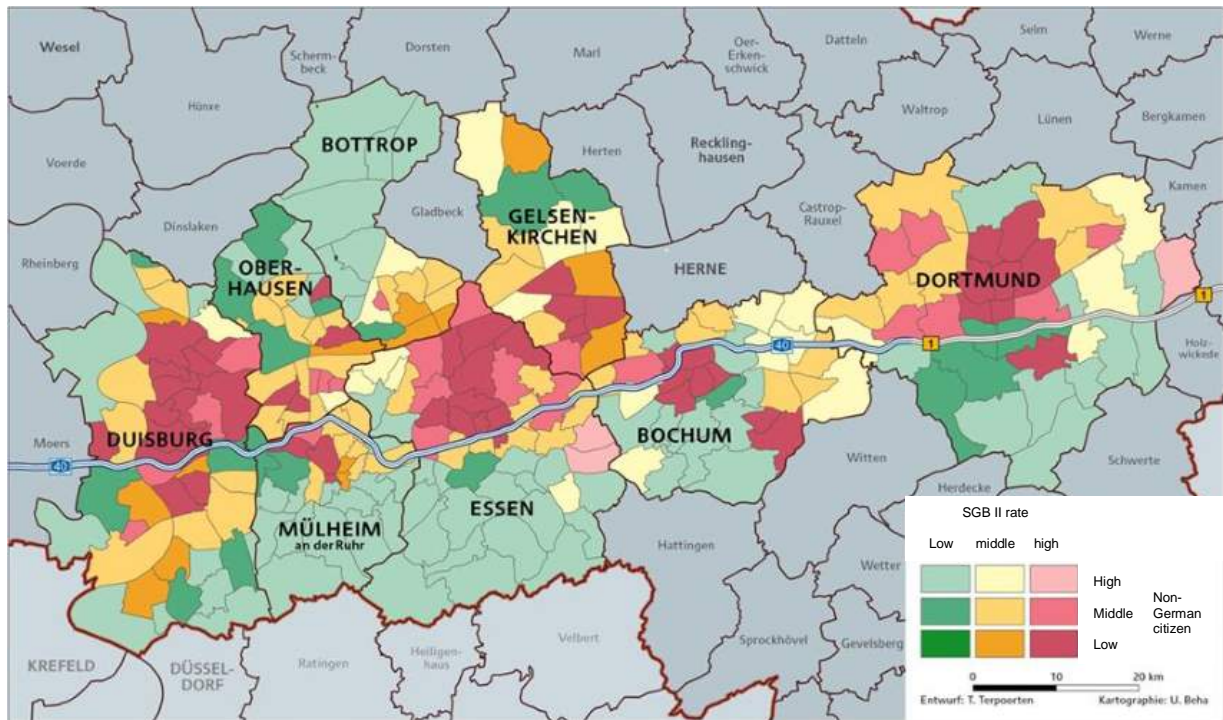 Wesel
Scherm-
beck
Dorsten
Marl
Oer-
Erken-
schwick
Datteln
Selm
Werne
Hünxe
Waltrop
Lünen
Bergkamen
BOTTROP
Voerde
Herten
Reckling-
hausen
Kamen
Gladbeck
Castrop-
Rauxel
Dinslaken
GELSEN-
KIRCHEN
Rheinberg
OBER-
HAUSEN
HERNE
DORTMUND
1
40
1
Holz-
wickede
Moers
DUISBURG
BOCHUM
40
Witten
Schwerte
Herdecke
ESSEN
MÜLHEIM
an der Ruhr
Hattingen
Wetter
Sprockhövel
Gevelsberg
Velbert
Heiligen-
haus
Ratingen
KREFELD
DÜSSEL-
DORF
SGB II rate
Low middle high
High
Middle
Low
Non-
German
citizen
0 10 20 km
Entwurf: T. Terpoorten Kartographie: U. Beha